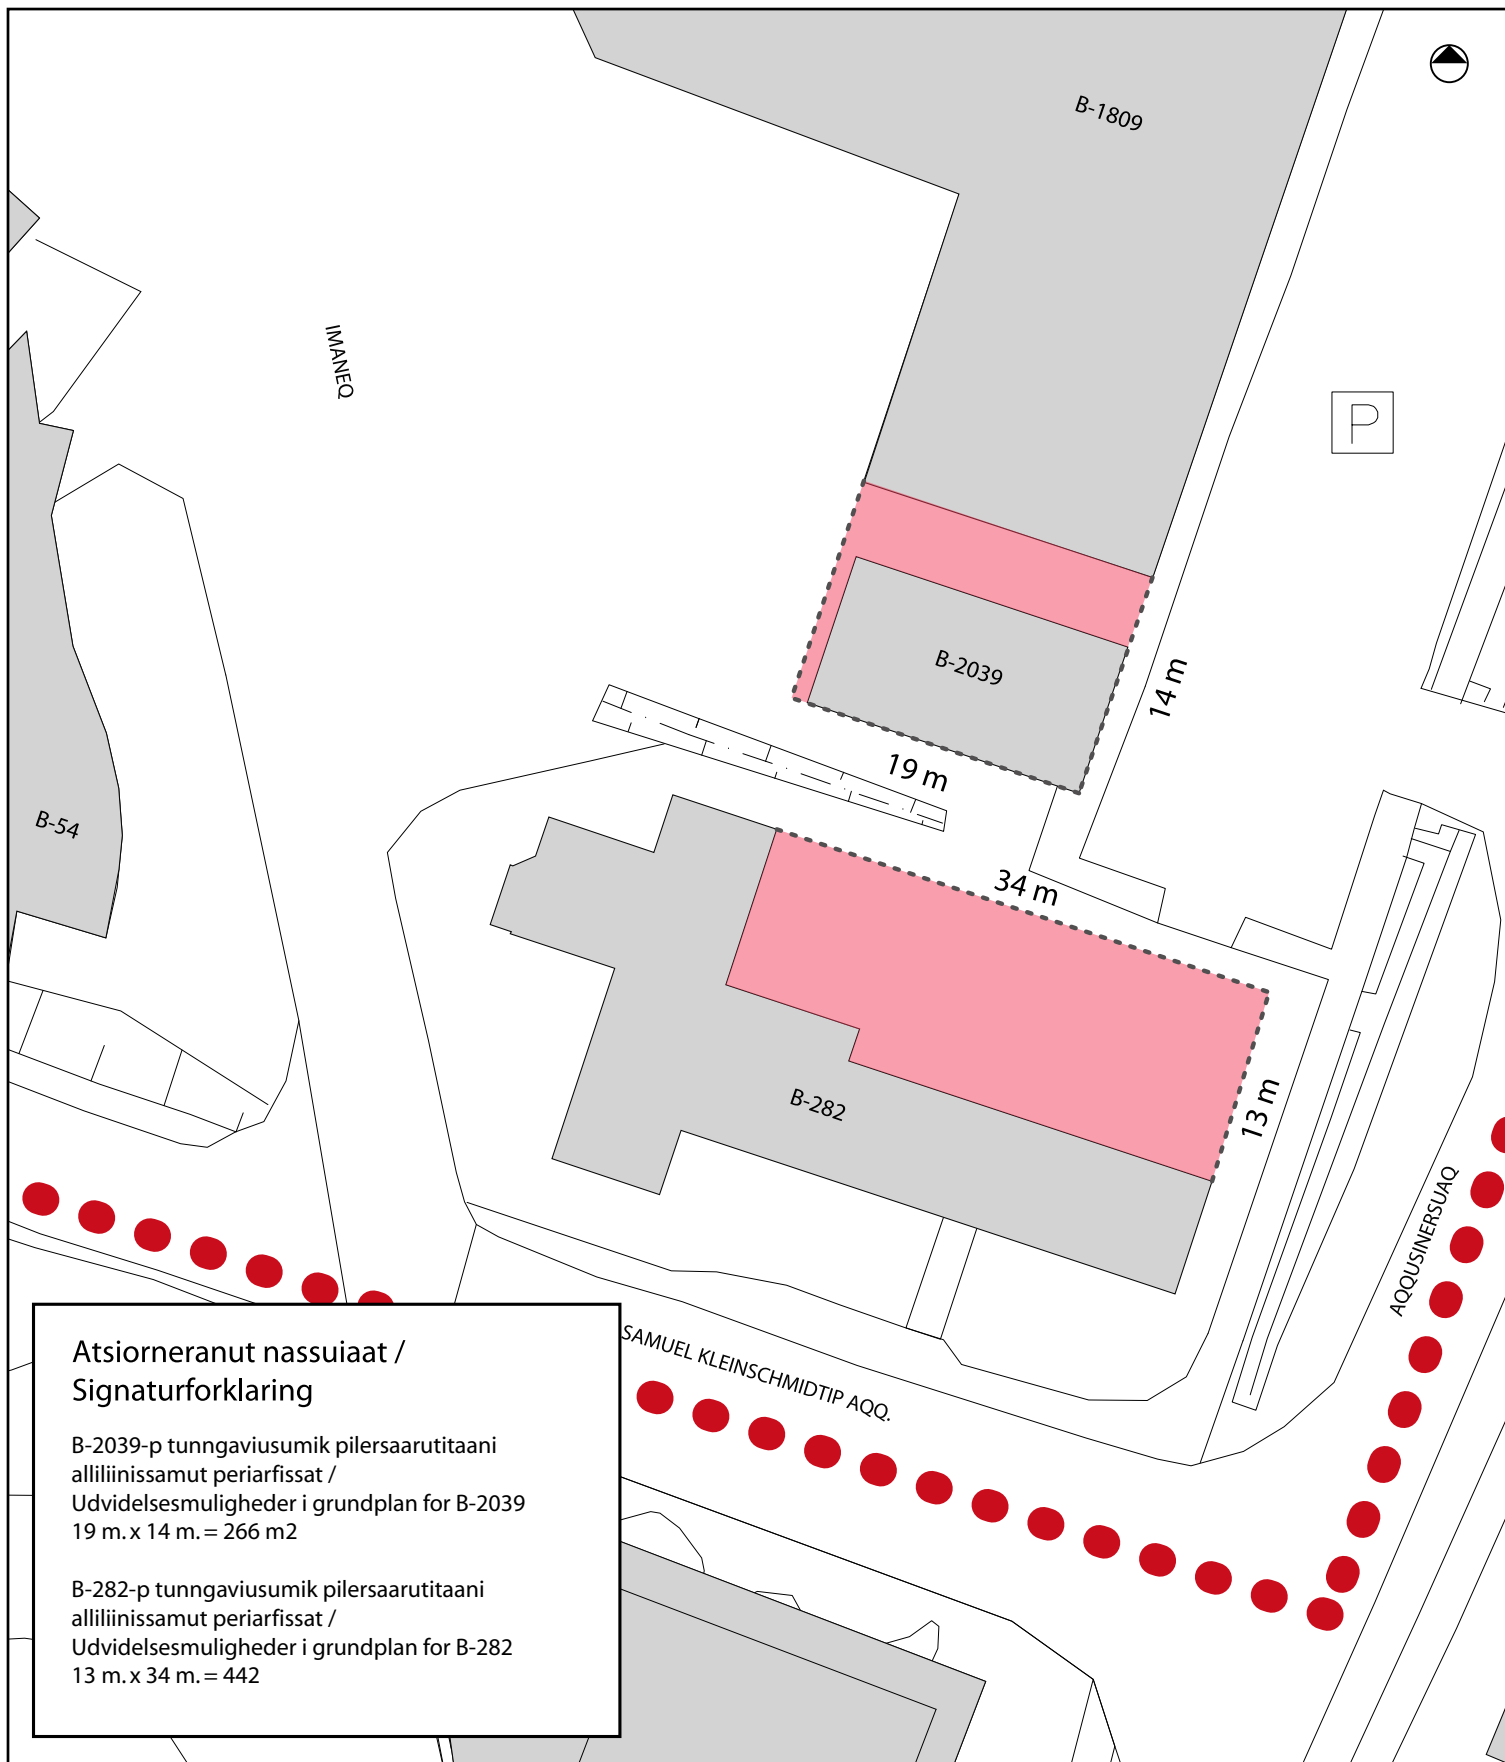 B-1809
IMANEQ
P
B-2039
14 m
19 m
B-54
34 m
B-282
13 m
AQQUSINERSUAQ
SAMUEL KLEINSCHMIDTIP AQQ.
Atsiorneranut nassuiaat /
Signaturforklaring
B-2039-p tunngaviusumik pilersaarutitaani
alliliinissamut periarfissat /
Udvidelsesmuligheder i grundplan for B-2039
19 m. x 14 m. = 266 m2
B-282-p tunngaviusumik pilersaarutitaani
alliliinissamut periarfissat /
Udvidelsesmuligheder i grundplan for B-282
13 m. x 34 m. = 442